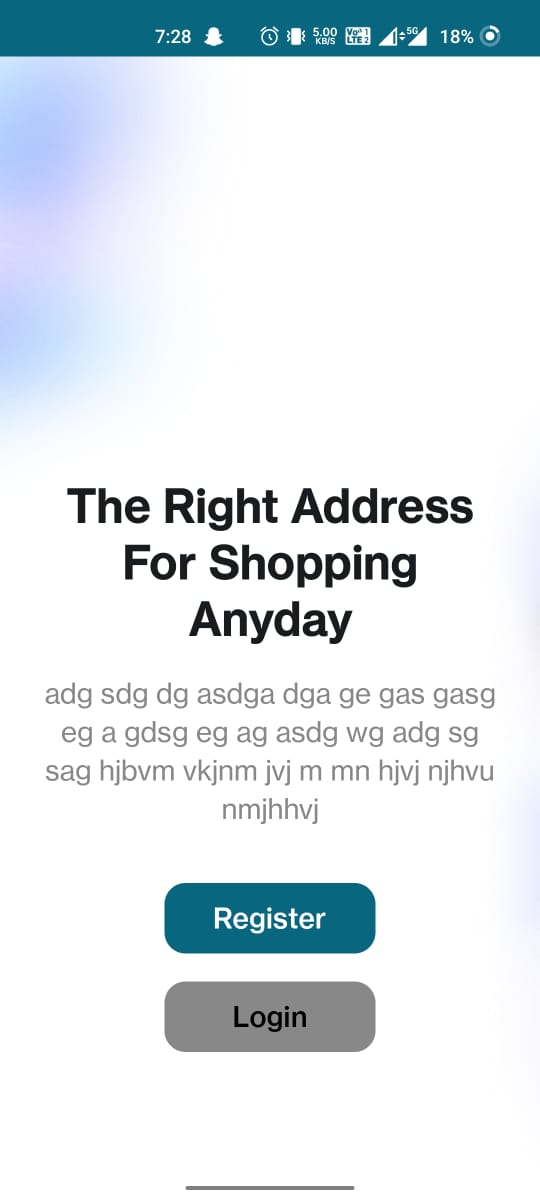 7:28 5.00 KB/S Vo 1 LTE 2 5G 18%
The Right Address
For Shopping
Anyday
adg sdg dg asdga dga ge gas gasg
eg a gdsg eg ag asdg wg adg sg
sag hjbvm vkjnm jvj m mn hjvj njhvu
nmjhhvj
Register
Login